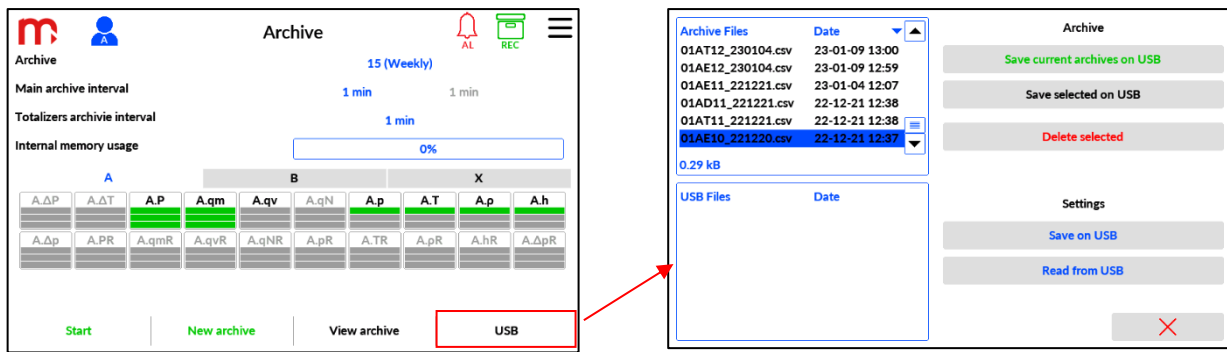 Archive
A
AL
REC
Archive 15 (Weekly)
Main archive interval 1 min 1 min
Totalizers archivie interval 1 min
Internal memory usage 0%
A B X
A.ΔP A.ΔT A.P A.qm A.qv A.qN A.p A.T A.ρ A.h
A.Δp A.PR A.qmR A.qvR A.qNR A.pR A.TR A.ρR A.hR A.ΔpR
Start New archive View archive USB
Archive Files Date
01AT12_230104.csv 23-01-09 13:00
01AE12_230104.csv 23-01-09 12:59
01AE11_221221.csv 23-01-04 12:07
01AD11_221221.csv 22-12-21 12:38
01AT11_221221.csv 22-12-21 12:38
01AE10_221220.csv 22-12-21 12:37
0.29 kB
USB Files Date
Archive
Save current archives on USB
Save selected on USB
Delete selected
Settings
Save on USB
Read from USB